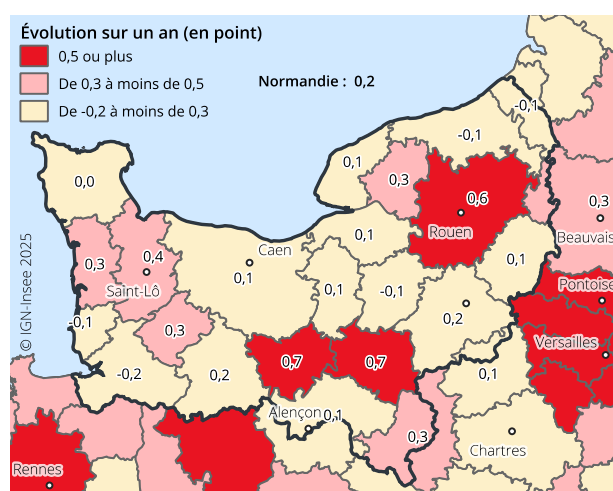 Évolution sur un an (en point)
0,5 ou plus
De 0,3 à moins de 0,5
De -0,2 à moins de 0,3
Normandie : 0,2
-0,1
-0,1
0,1
0,3
0,0
0,6
0,3
Rouen
Beauvais
0,1
Caen
0,1
0,3
0,4
0,1
Saint-Lô
0,1
-0,1
Pontoise
-0,1
0,3
0,2
Versailles
0,7
0,7
-0,2
0,2
0,1
Alençon
0,1
0,3
Chartres
Rennes
© IGN-Insee 2025